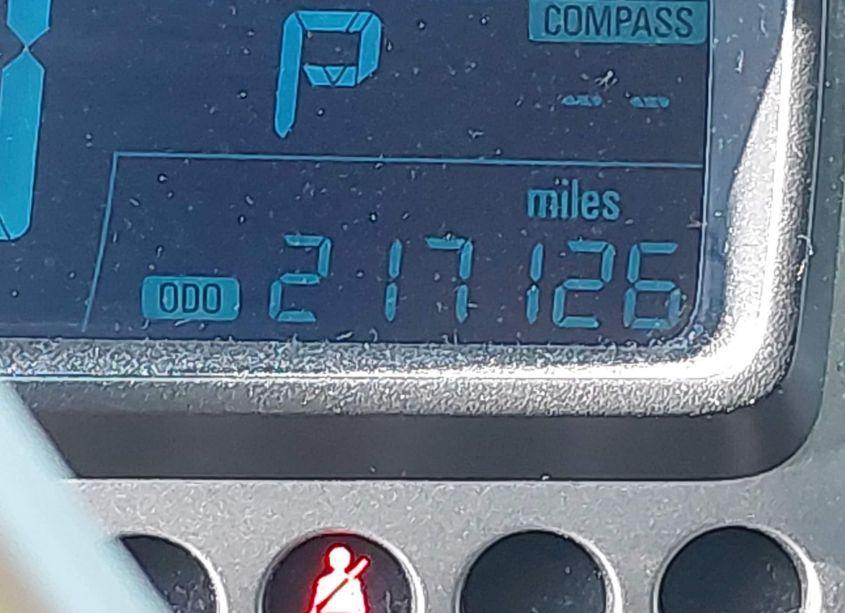 P
COMPASS
--
miles
ODO 217126